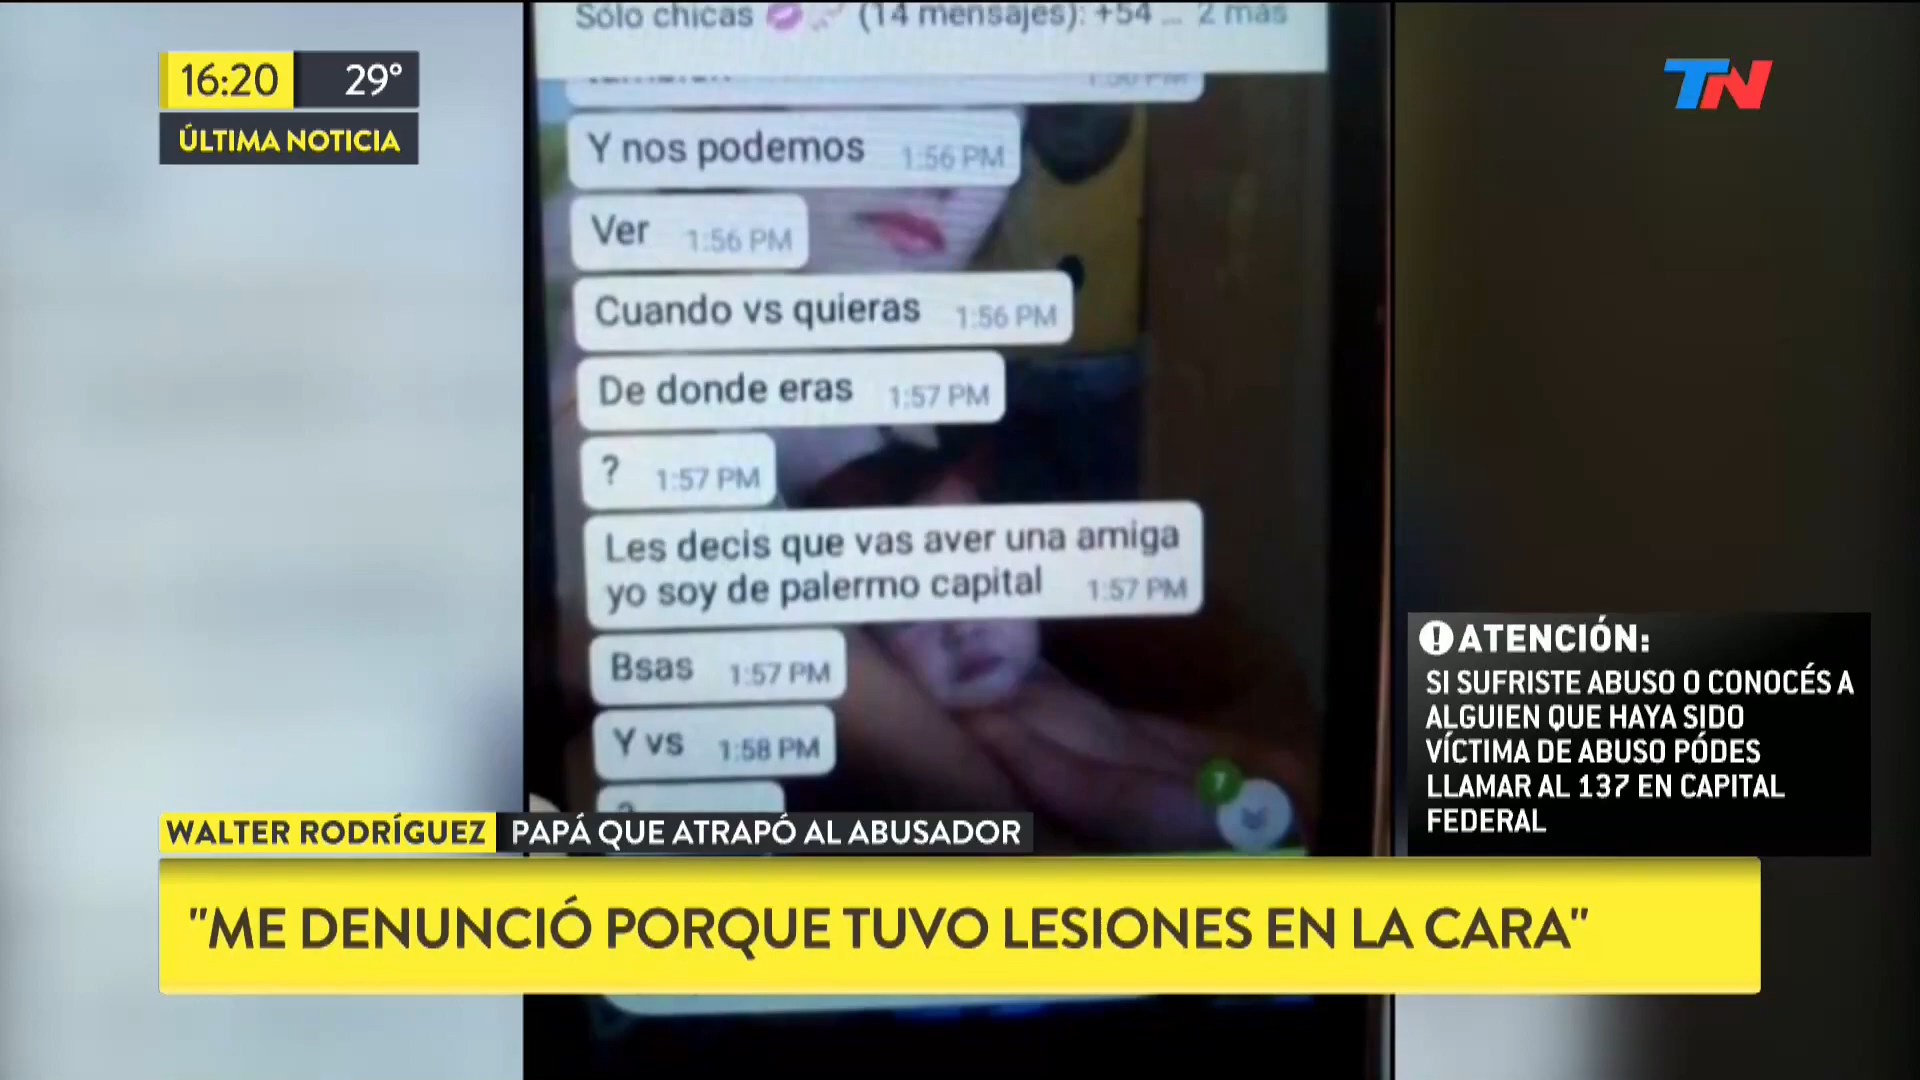 Sólo chicas (14 mensajes): +54 ... 2 más
1:56 PM
Y nos podemos 1:56 PM
Ver 1:56 PM
Cuando vs quieras 1:56 PM
De donde eras 1:57 PM
? 1:57 PM
Les decis que vas aver una amiga
yo soy de palermo capital 1:57 PM
Bsas 1:57 PM
Y vs 1:58 PM
?
7
16:20 29°
ÚLTIMA NOTICIA
TN
! ATENCIÓN:
SI SUFRISTE ABUSO O CONOCÉS A
ALGUIEN QUE HAYA SIDO
VÍCTIMA DE ABUSO PÓDES
LLAMAR AL 137 EN CAPITAL
FEDERAL
WALTER RODRÍGUEZ PAPÁ QUE ATRAPÓ AL ABUSADOR
"ME DENUNCIÓ PORQUE TUVO LESIONES EN LA CARA"